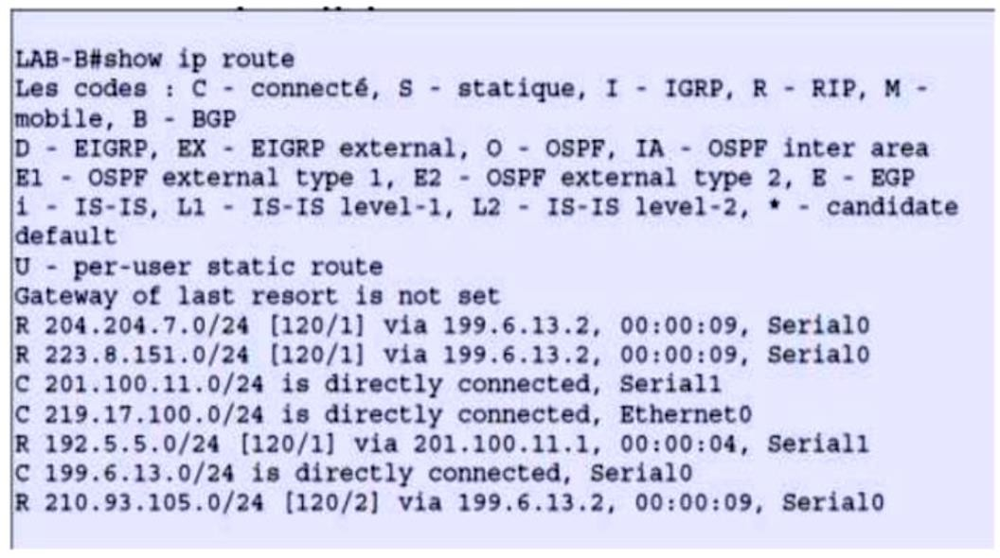 LAB-B#show ip route
Les codes : C - connecté, S - statique, I - IGRP, R - RIP, M -
mobile, B - BGP
D - EIGRP, EX - EIGRP external, O - OSPF, IA - OSPF inter area
E1 - OSPF external type 1, E2 - OSPF external type 2, E - EGP
i - IS-IS, L1 - IS-IS level-1, L2 - IS-IS level-2, * - candidate
default
U - per-user static route
Gateway of last resort is not set
R 204.204.7.0/24 [120/1] via 199.6.13.2, 00:00:09, Serial0
R 223.8.151.0/24 [120/1] via 199.6.13.2, 00:00:09, Serial0
C 201.100.11.0/24 is directly connected, Serial1
C 219.17.100.0/24 is directly connected, Ethernet0
R 192.5.5.0/24 [120/1] via 201.100.11.1, 00:00:04, Serial1
C 199.6.13.0/24 is directly connected, Serial0
R 210.93.105.0/24 [120/2] via 199.6.13.2, 00:00:09, Serial0